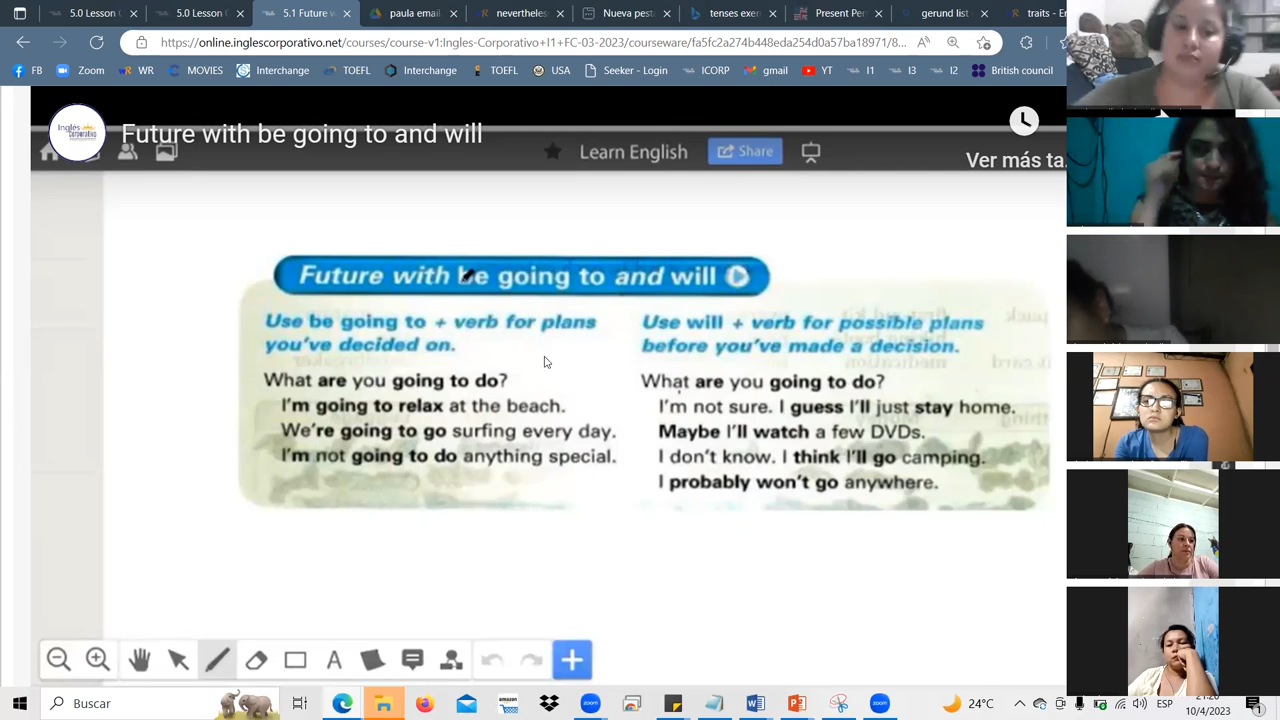 5.0 Lesson O
5.0 Lesson C
5.1 Future w
paula email
nevertheles
Nueva pest
tenses exer
Present Per
gerund list
traits - En
https://online.inglescorporativo.net/courses/course-v1:Ingles-Corporativo+I1+FC-03-2023/courseware/fa5fc2a274b448eda254d0a57ba18971/8...
FB
Zoom
WR
MOVIES
Interchange
TOEFL
Interchange
TOEFL
USA
Seeker - Login
ICORP
gmail
YT
I1
I3
I2
British council
Inglés
Corporativo
Future with be going to and will
Learn English
Share
Ver más ta.
Future with be going to and will
Use be going to + verb for plans
you've decided on.
What are you going to do?
I'm going to relax at the beach.
We're going to go surfing every day.
I'm not going to do anything special.
Use will + verb for possible plans
before you've made a decision.
What are you going to do?
I'm not sure. I guess I'll just stay home.
Maybe I'll watch a few DVDs.
I don't know. I think I'll go camping.
I probably won't go anywhere.
Buscar
24°C
ESP
21:20
10/4/2023